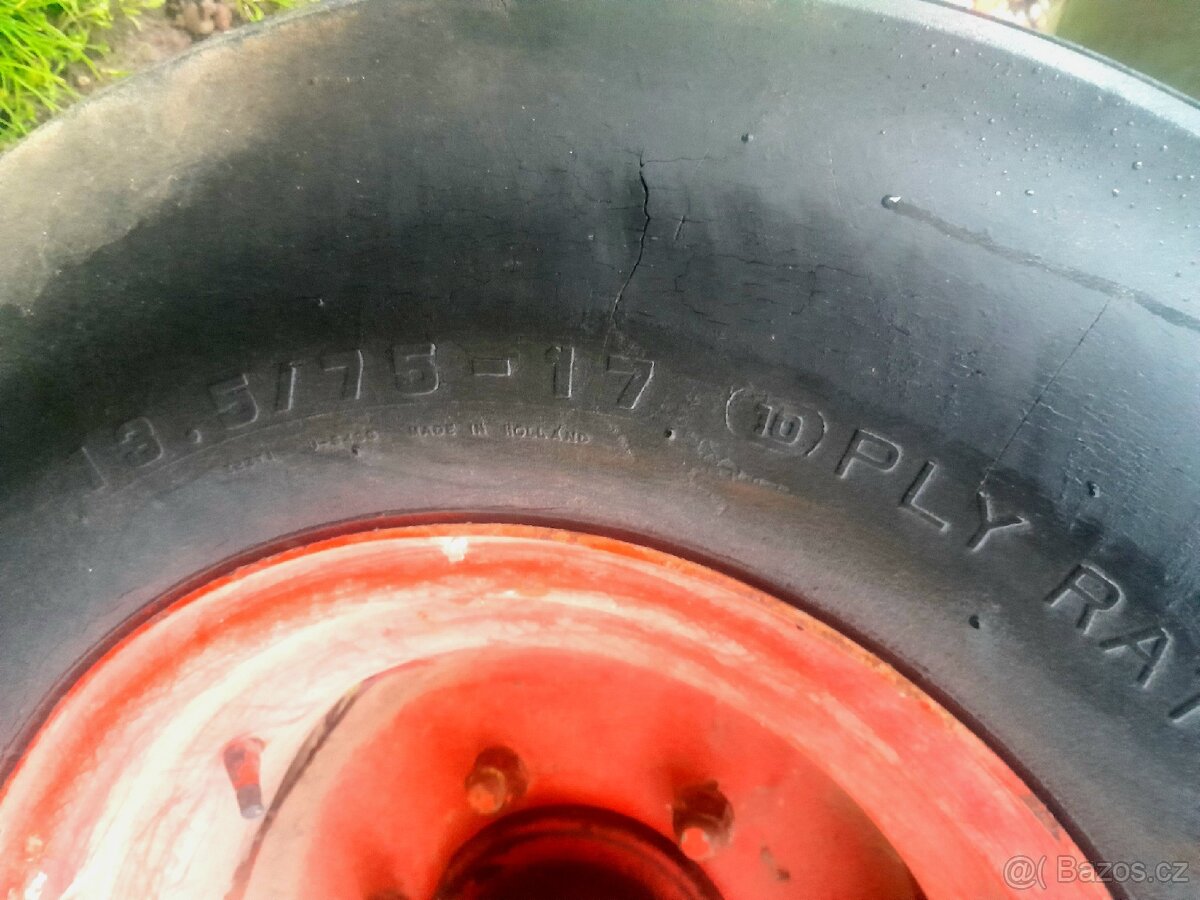 13.5/75-17 (10) PLY RA
MADE IN HOLLAND
@( Bazos.cz